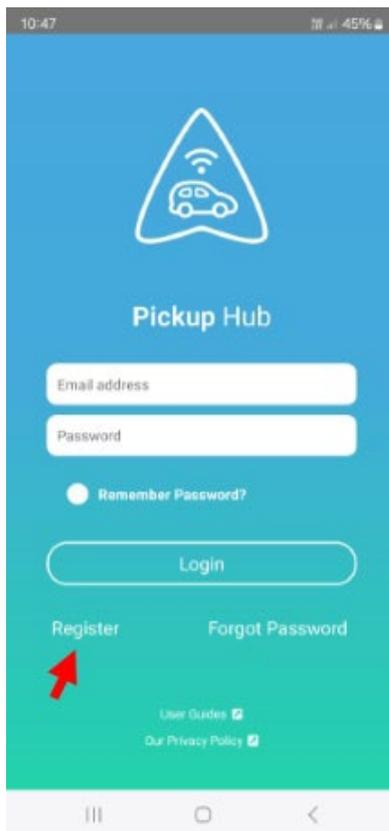 10:47 45%
Pickup Hub
Email address
Password
Remember Password?
Login
Register Forgot Password
User Guides
Our Privacy Policy